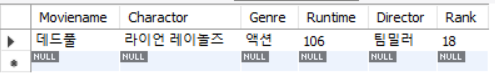 Moviename Charactor Genre Runtime Director Rank
데드풀 라이언 레이놀즈 액션 106 팀밀러 18
NULL NULL NULL NULL NULL NULL